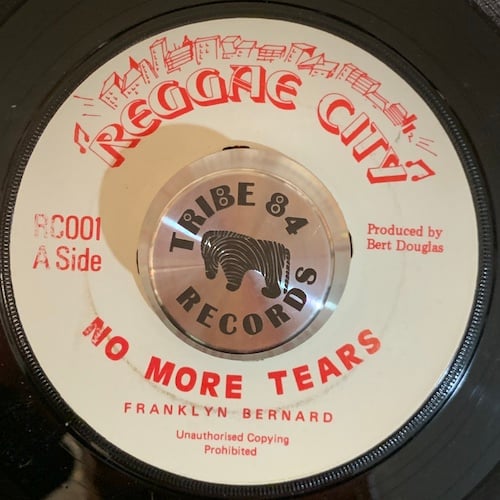 REGGAE CITY
RC001
A Side
Produced by
Bert Douglas
TRIBE 84
RECORDS
NO MORE TEARS
FRANKLYN BERNARD
Unauthorised Copying
Prohibited